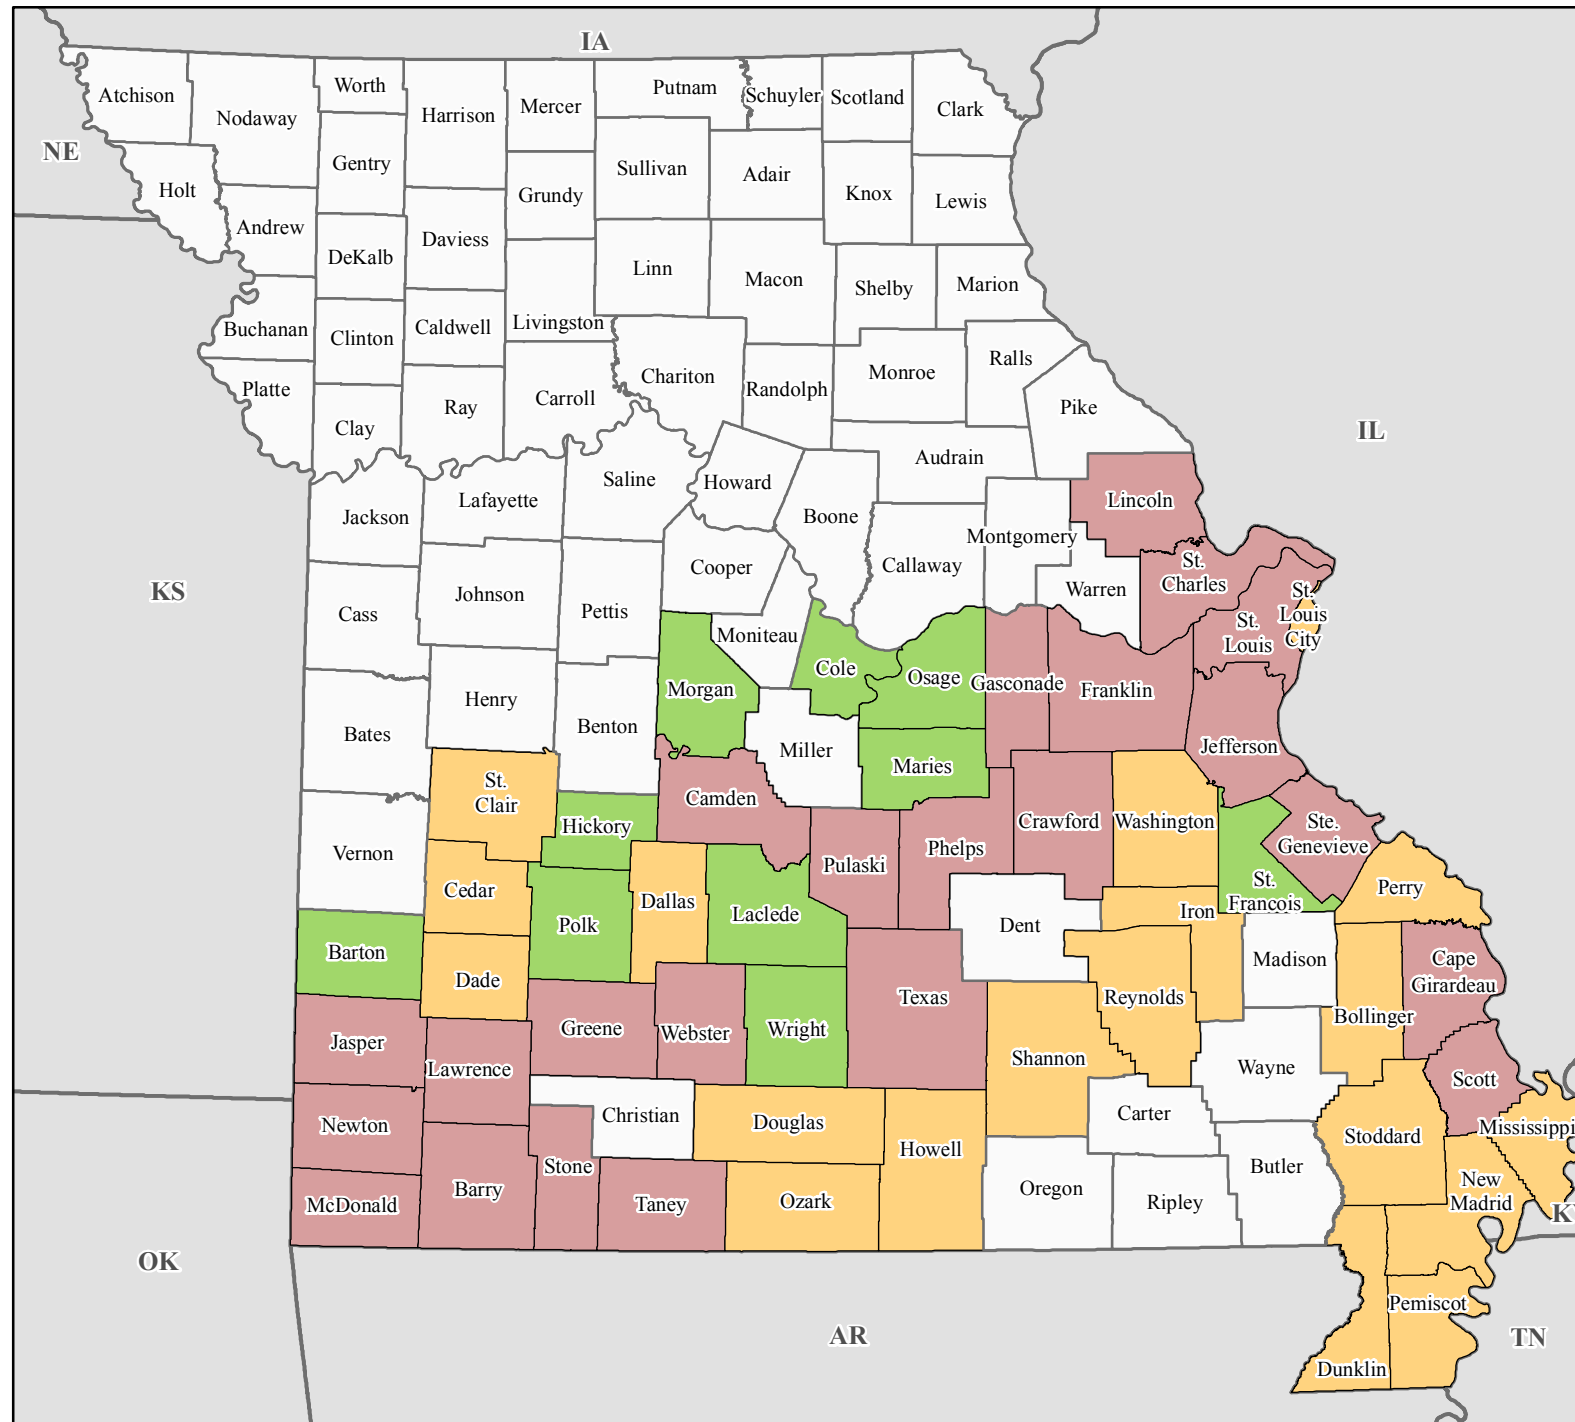 IA
Atchison
Nodaway
Worth
Harrison
Mercer
Putnam
Schuyler
Scotland
Clark
NE
Holt
Gentry
Grundy
Sullivan
Adair
Knox
Lewis
Andrew
DeKalb
Daviess
Linn
Macon
Shelby
Marion
Buchanan
Clinton
Caldwell
Livingston
Chariton
Randolph
Monroe
Ralls
Platte
Clay
Ray
Carroll
Pike
IL
Jackson
Lafayette
Saline
Howard
Boone
Audrain
Lincoln
KS
Cass
Johnson
Pettis
Cooper
Moniteau
Callaway
Montgomery
Warren
St.
Charles
St.
Louis
City
St.
Louis
Bates
Henry
Benton
Morgan
Cole
Osage
Gasconade
Franklin
Miller
Maries
Jefferson
St.
Clair
Hickory
Camden
Pulaski
Phelps
Crawford
Washington
Ste.
Genevieve
Vernon
Cedar
Polk
Dallas
Laclede
Dent
Iron
St.
Francois
Perry
Barton
Dade
Greene
Webster
Wright
Texas
Shannon
Reynolds
Madison
Bollinger
Cape
Girardeau
Jasper
Lawrence
Wayne
Scott
Newton
Christian
Douglas
Howell
Carter
Butler
Stoddard
Mississippi
McDonald
Barry
Stone
Taney
Ozark
Oregon
Ripley
New
Madrid
OK
AR
Pemiscot
Dunklin
TN